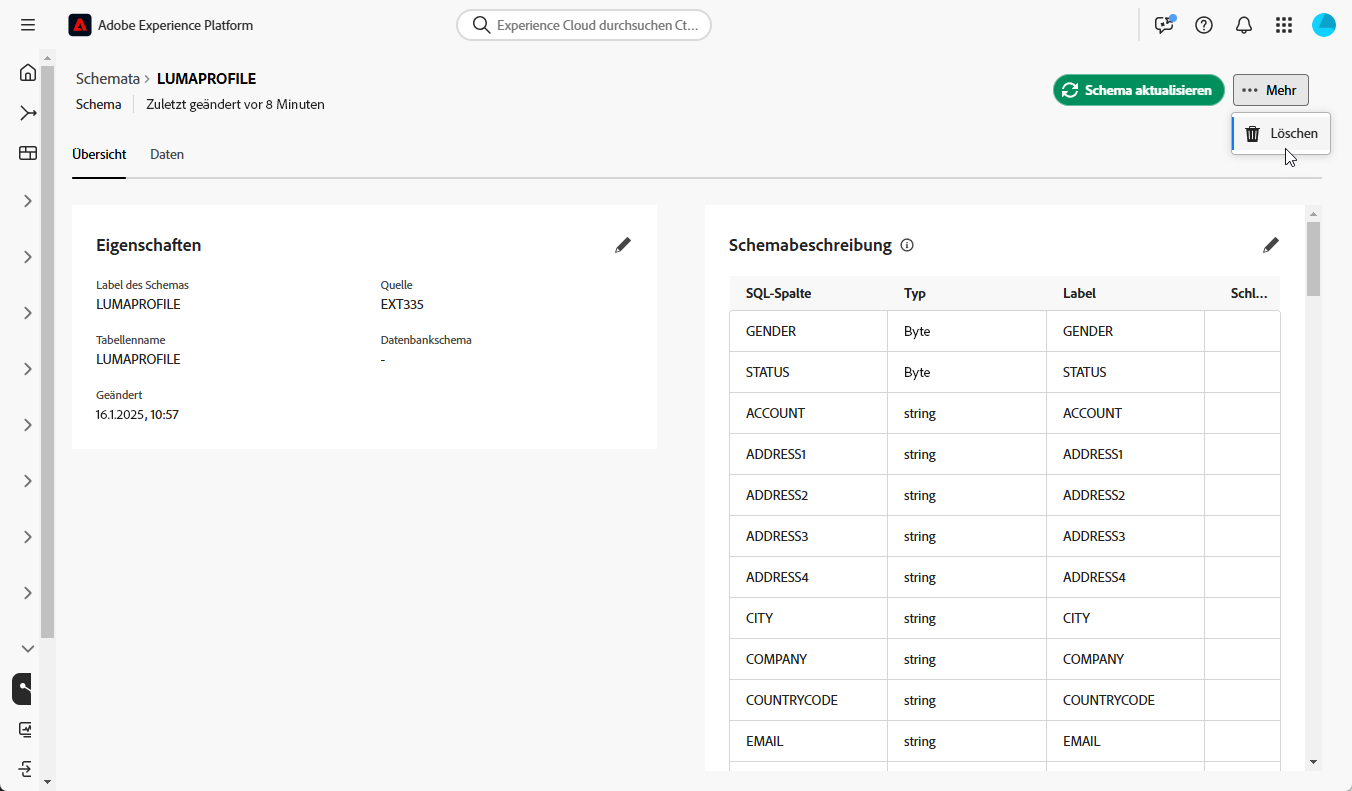 Adobe Experience Platform
Experience Cloud durchsuchen Ct...
Schemata › LUMAPROFILE
Schema Zuletzt geändert vor 8 Minuten
Schema aktualisieren
Mehr
Löschen
Übersicht Daten
Eigenschaften
Label des Schemas Quelle
LUMAPROFILE EXT335
Tabellenname Datenbankschema
LUMAPROFILE -
Geändert
16.1.2025, 10:57
Schemabeschreibung
SQL-Spalte Typ Label Schl...
GENDER Byte GENDER
STATUS Byte STATUS
ACCOUNT string ACCOUNT
ADDRESS1 string ADDRESS1
ADDRESS2 string ADDRESS2
ADDRESS3 string ADDRESS3
ADDRESS4 string ADDRESS4
CITY string CITY
COMPANY string COMPANY
COUNTRYCODE string COUNTRYCODE
EMAIL string EMAIL